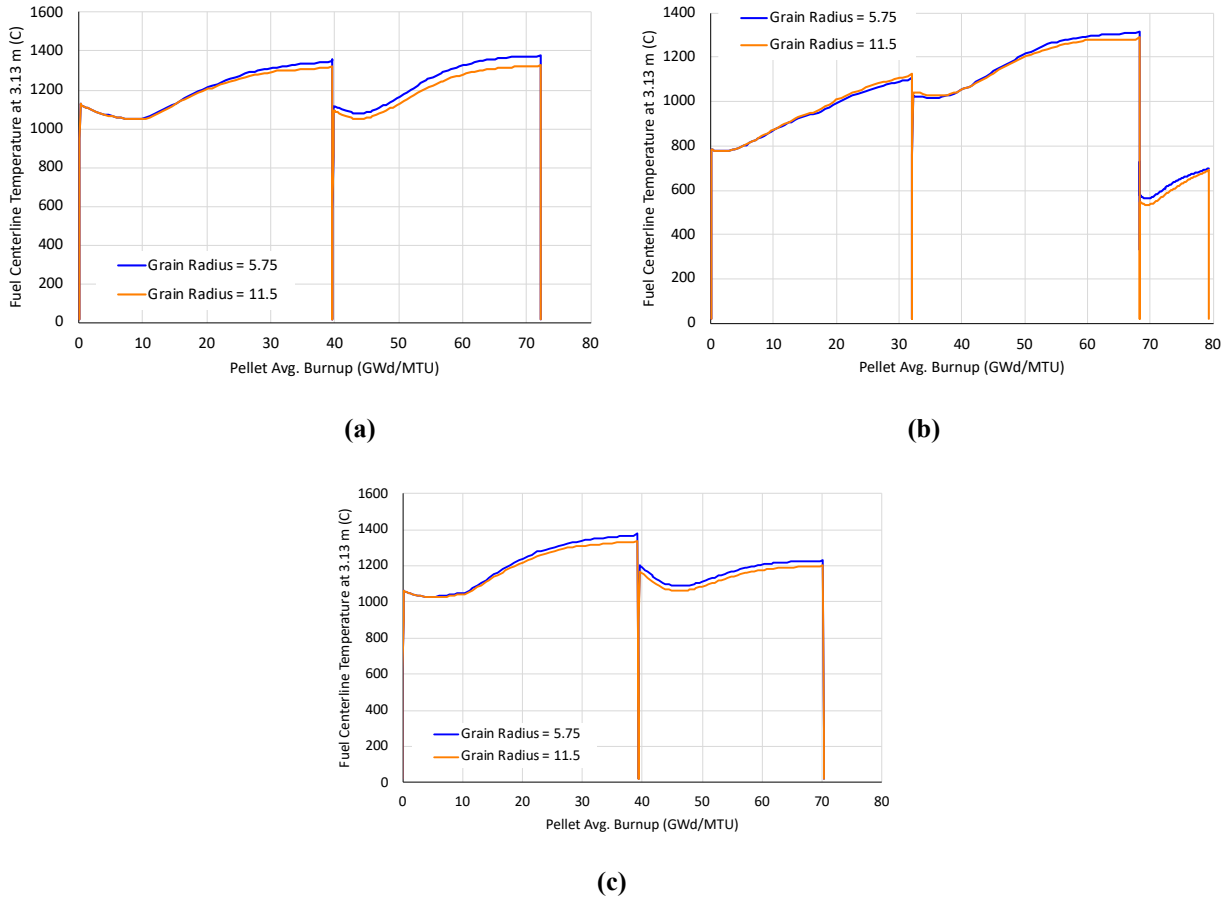 Fuel Centerline Temperature at 3.13 m (C)
1600
1400
1200
1000
800
600
400
200
0
Grain Radius = 5.75
Grain Radius = 11.5
0 10 20 30 40 50 60 70 80
Pellet Avg. Burnup (GWd/MTU)
(a)
Fuel Centerline Temperature at 3.13 m (C)
1400
1200
1000
800
600
400
200
0
Grain Radius = 5.75
Grain Radius = 11.5
0 10 20 30 40 50 60 70 80
Pellet Avg. Burnup (GWd/MTU)
(b)
Fuel Centerline Temperature at 3.13 m (C)
1600
1400
1200
1000
800
600
400
200
0
Grain Radius = 5.75
Grain Radius = 11.5
0 10 20 30 40 50 60 70 80
Pellet Avg. Burnup (GWd/MTU)
(c)